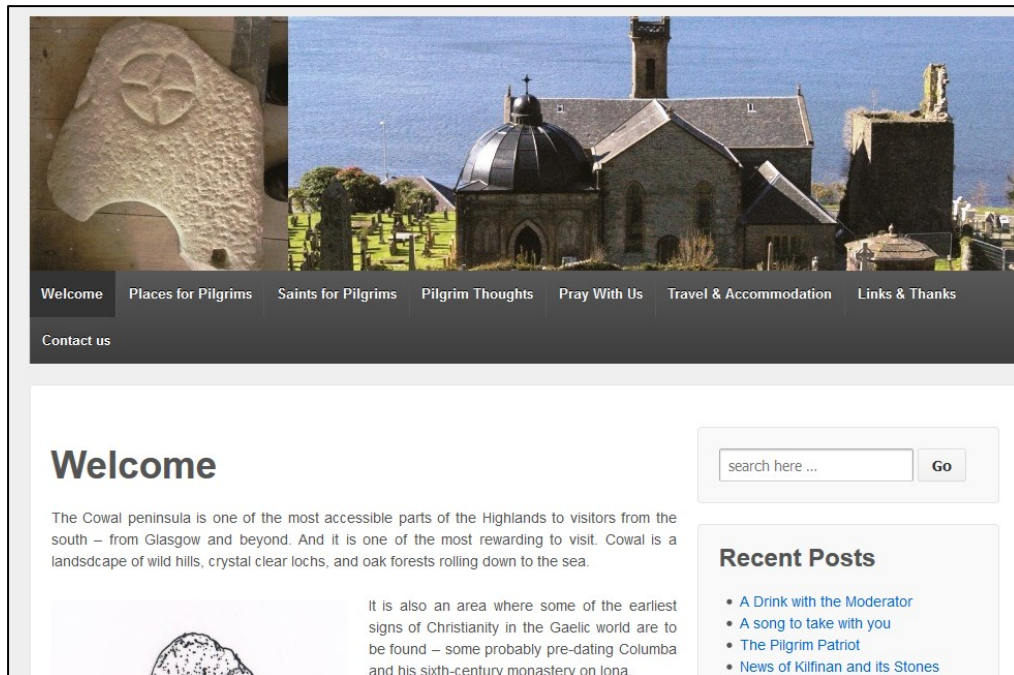 Welcome
Places for Pilgrims
Saints for Pilgrims
Pilgrim Thoughts
Pray With Us
Travel & Accommodation
Links & Thanks
Contact us
Welcome
The Cowal peninsula is one of the most accessible parts of the Highlands to visitors from the
south – from Glasgow and beyond. And it is one of the most rewarding to visit. Cowal is a
landsdcape of wild hills, crystal clear lochs, and oak forests rolling down to the sea.
It is also an area where some of the earliest
signs of Christianity in the Gaelic world are to
be found – some probably pre-dating Columba
and his sixth-century monastery on Iona.
search here ...
Go
Recent Posts
A Drink with the Moderator
A song to take with you
The Pilgrim Patriot
News of Kilfinan and its Stones